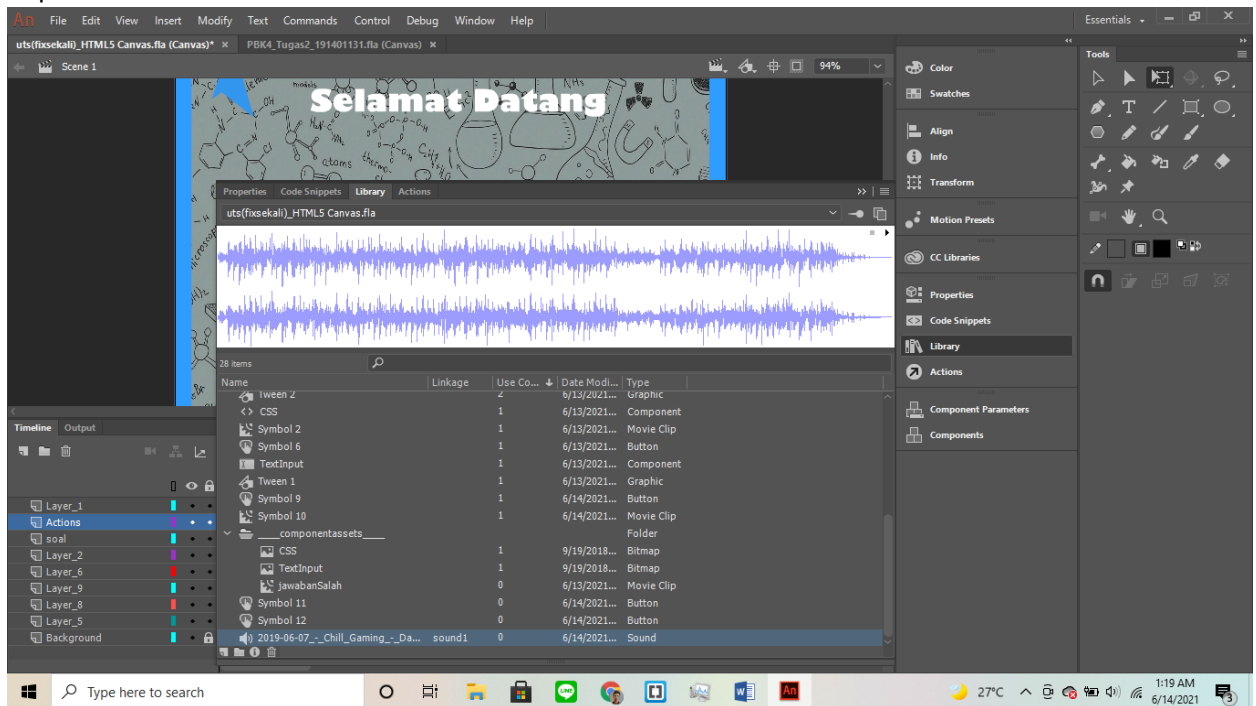 An File Edit View Insert Modify Text Commands Control Debug Window Help Essentials
uts(fixsekali)_HTML5 Canvas.fla (Canvas)* × PBK4_Tugas2_191401131.fla (Canvas) ×
Scene 1 94%
Selamat Datang
atoms
thermo.
Properties Code Snippets Library Actions
uts(fixsekali)_HTML5 Canvas.fla
28 items
Name Linkage Use Co... Date Modi... Type
Tween 2 2 6/13/2021... Graphic
CSS 1 6/13/2021... Component
Symbol 2 1 6/13/2021... Movie Clip
Symbol 6 1 6/13/2021... Button
TextInput 1 6/13/2021... Component
Tween 1 1 6/13/2021... Graphic
Symbol 9 1 6/14/2021... Button
Symbol 10 1 6/14/2021... Movie Clip
____componentassets____ Folder
CSS 1 9/19/2018... Bitmap
TextInput 1 9/19/2018... Bitmap
jawabanSalah 0 6/13/2021... Movie Clip
Symbol 11 0 6/14/2021... Button
Symbol 12 0 6/14/2021... Button
2019-06-07_-_Chill_Gaming_-_Da... sound1 0 6/14/2021... Sound
Timeline Output
Layer_1
Actions
soal
Layer_2
Layer_6
Layer_9
Layer_8
Layer_5
Background
Color
Swatches
Align
Info
Transform
Motion Presets
CC Libraries
Properties
Code Snippets
Library
Actions
Component Parameters
Components
Tools
Type here to search
LINE
W
An
27°C
1:19 AM
6/14/2021
3